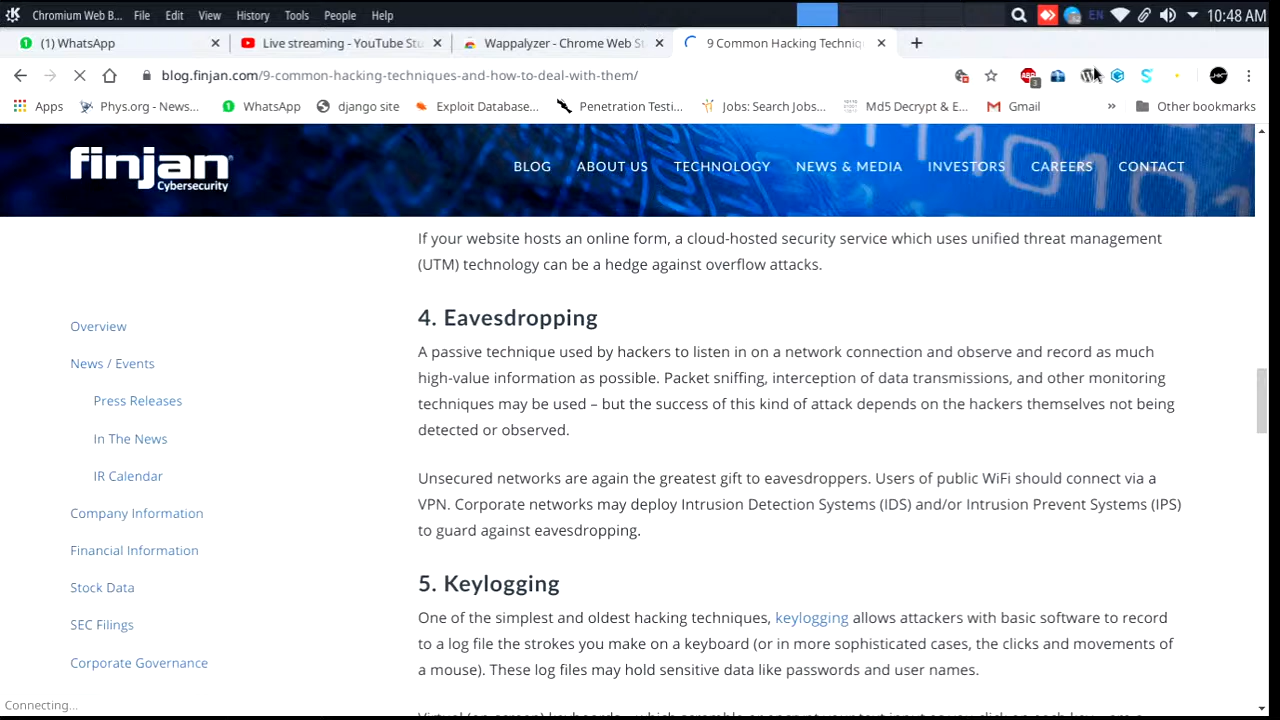 Chromium Web B... File Edit View History Tools People Help EN 10:48 AM
(1) WhatsApp Live streaming - YouTube Stu Wappalyzer - Chrome Web St 9 Common Hacking Techniqu
blog.finjan.com/9-common-hacking-techniques-and-how-to-deal-with-them/
Apps Phys.org - News... WhatsApp django site Exploit Database... Penetration Testi... Jobs: Search Jobs... Md5 Decrypt & E... Gmail » Other bookmarks
finjan
Cybersecurity
BLOG ABOUT US TECHNOLOGY NEWS & MEDIA INVESTORS CAREERS CONTACT
Overview
News / Events
Press Releases
In The News
IR Calendar
Company Information
Financial Information
Stock Data
SEC Filings
Corporate Governance
If your website hosts an online form, a cloud-hosted security service which uses unified threat management
(UTM) technology can be a hedge against overflow attacks.
4. Eavesdropping
A passive technique used by hackers to listen in on a network connection and observe and record as much
high-value information as possible. Packet sniffing, interception of data transmissions, and other monitoring
techniques may be used – but the success of this kind of attack depends on the hackers themselves not being
detected or observed.
Unsecured networks are again the greatest gift to eavesdroppers. Users of public WiFi should connect via a
VPN. Corporate networks may deploy Intrusion Detection Systems (IDS) and/or Intrusion Prevent Systems (IPS)
to guard against eavesdropping.
5. Keylogging
One of the simplest and oldest hacking techniques, keylogging allows attackers with basic software to record
to a log file the strokes you make on a keyboard (or in more sophisticated cases, the clicks and movements of
a mouse). These log files may hold sensitive data like passwords and user names.
Connecting...